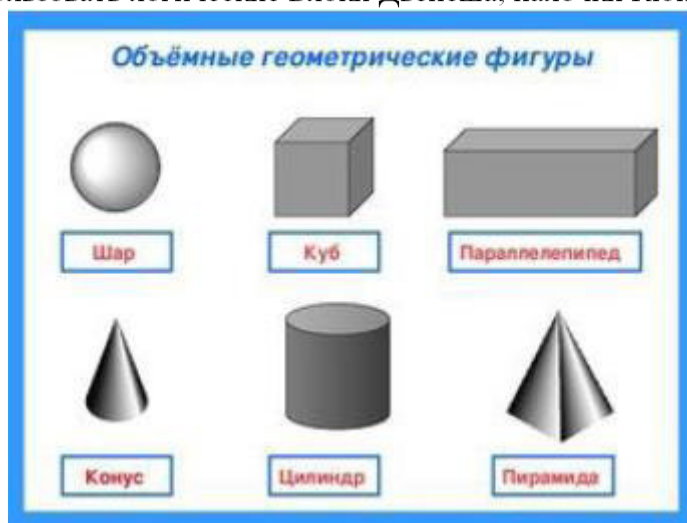 Объёмные геометрические фигуры
Шар
Куб
Параллелепипед
Конус
Цилиндр
Пирамида